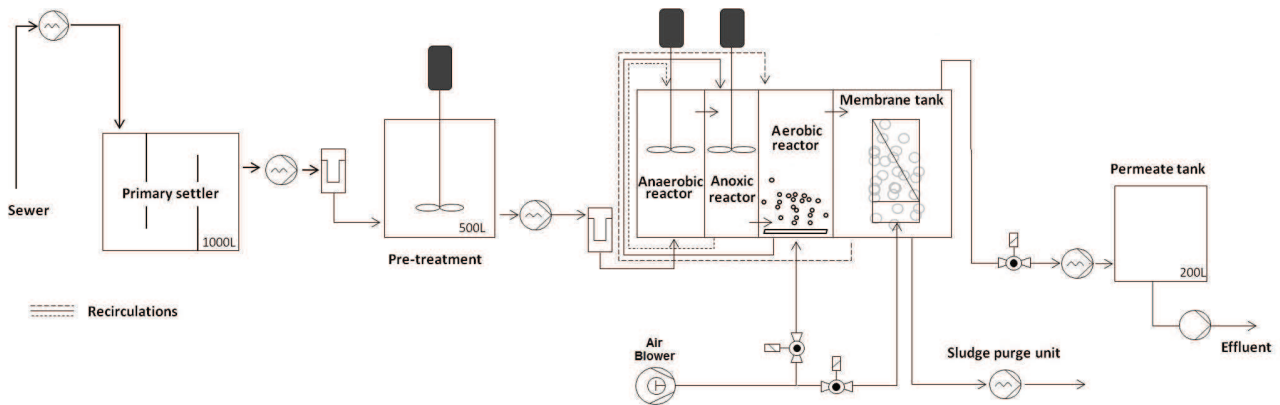 Sewer
Primary settler
1000L
500L
Pre-treatment
Recirculations
Anaerobic
reactor
Anoxic
reactor
Aerobic
reactor
Membrane tank
Air
Blower
Sludge purge unit
Permeate tank
200L
Effluent